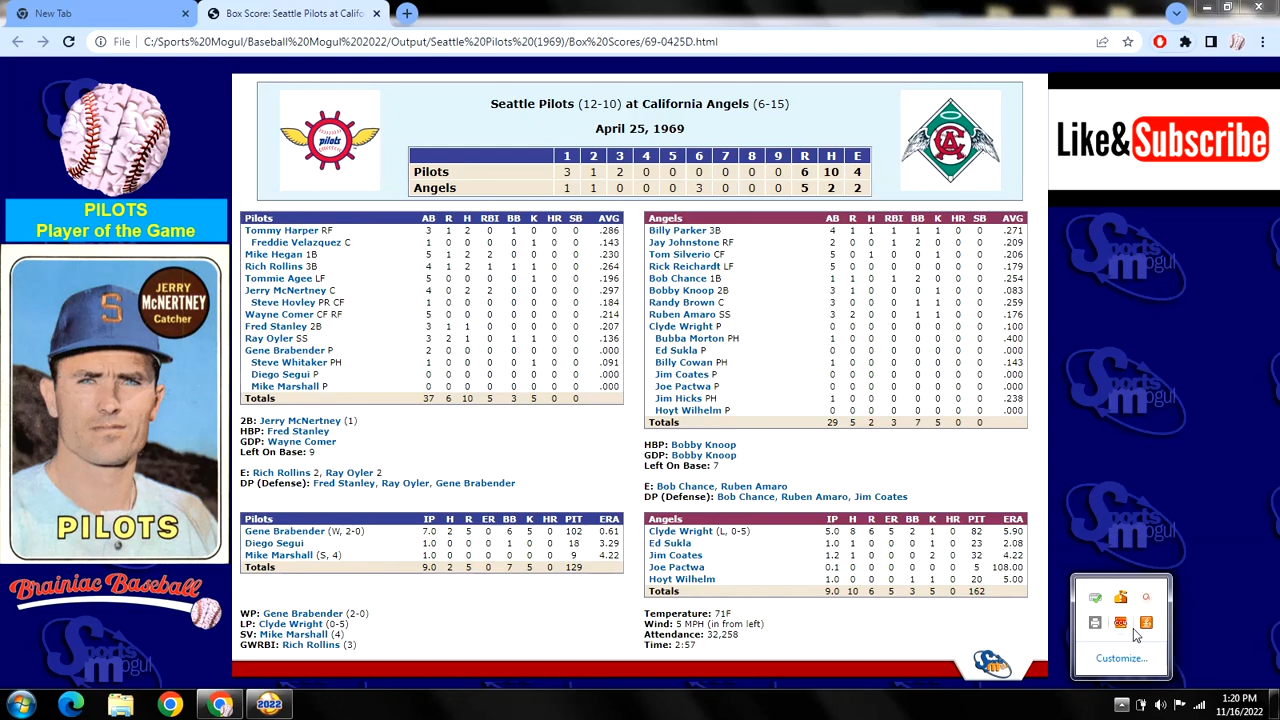 New Tab
Box Score: Seattle Pilots at Califo
File C:/Sports%20Mogul/Baseball%20Mogul%202022/Output/Seattle%20Pilots%20(1969)/Box%20Scores/69-0425D.html
PILOTS
Player of the Game
S
JERRY
McNERTNEY
Catcher
PILOTS
Brainiac Baseball
Seattle Pilots (12-10) at California Angels (6-15)
April 25, 1969
pilots
CA
1 2 3 4 5 6 7 8 9 R H E
Pilots 3 1 2 0 0 0 0 0 0 6 10 4
Angels 1 1 0 0 0 3 0 0 0 5 2 2
Like& Subscribe
Pilots AB R H RBI BB K HR SB AVG
Tommy Harper RF 3 1 2 0 1 0 0 0 .286
Freddie Velazquez C 1 0 0 0 0 1 0 0 .143
Mike Hegan 1B 5 1 2 2 0 0 0 0 .230
Rich Rollins 3B 4 1 2 1 1 1 0 0 .264
Tommie Agee LF 5 0 0 0 0 1 0 0 .196
Jerry McNertney C 4 0 2 2 0 0 0 0 .297
Steve Hovley PR CF 1 0 0 0 0 0 0 0 .184
Wayne Comer CF RF 5 0 0 0 0 0 0 0 .214
Fred Stanley 2B 3 1 1 0 0 0 0 0 .207
Ray Oyler SS 3 2 1 0 1 1 0 0 .136
Gene Brabender P 2 0 0 0 0 0 0 0 .000
Steve Whitaker PH 1 0 0 0 0 1 0 0 .091
Diego Segui P 0 0 0 0 0 0 0 0 .000
Mike Marshall P 0 0 0 0 0 0 0 0 .000
Totals 37 6 10 5 3 5 0 0
2B: Jerry McNertney (1)
HBP: Fred Stanley
GDP: Wayne Comer
Left On Base: 9
E: Rich Rollins 2, Ray Oyler 2
DP (Defense): Fred Stanley, Ray Oyler, Gene Brabender
Angels AB R H RBI BB K HR SB AVG
Billy Parker 3B 4 1 1 1 1 1 0 0 .271
Jay Johnstone RF 2 0 0 1 2 0 0 0 .209
Tom Silverio CF 5 0 1 0 0 1 0 0 .206
Rick Reichardt LF 5 0 0 0 0 0 0 0 .179
Bob Chance 1B 1 1 0 1 2 0 0 0 .254
Bobby Knoop 2B 3 1 0 0 1 1 0 0 .083
Randy Brown C 3 0 0 0 0 1 0 0 .259
Ruben Amaro SS 3 2 0 0 1 1 0 0 .176
Clyde Wright P 0 0 0 0 0 0 0 0 .100
Bubba Morton PH 1 0 0 0 0 0 0 0 .400
Ed Sukla P 0 0 0 0 0 0 0 0 .000
Billy Cowan PH 1 0 0 0 0 0 0 0 .143
Jim Coates P 0 0 0 0 0 0 0 0 .000
Joe Pactwa P 0 0 0 0 0 0 0 0 .000
Jim Hicks PH 1 0 0 0 0 0 0 0 .238
Hoyt Wilhelm P 0 0 0 0 0 0 0 0 .000
Totals 29 5 2 3 7 5 0 0
HBP: Bobby Knoop
GDP: Bobby Knoop
Left On Base: 7
E: Bob Chance, Ruben Amaro
DP (Defense): Bob Chance, Ruben Amaro, Jim Coates
Pilots IP H R ER BB K HR PIT ERA
Gene Brabender (W, 2-0) 7.0 2 5 0 6 5 0 102 0.61
Diego Segui 1.0 0 0 0 1 0 0 18 3.29
Mike Marshall (S, 4) 1.0 0 0 0 0 0 0 9 4.22
Totals 9.0 2 5 0 7 5 0 129
WP: Gene Brabender (2-0)
LP: Clyde Wright (0-5)
SV: Mike Marshall (4)
GWRBI: Rich Rollins (3)
Angels IP H R ER BB K HR PIT ERA
Clyde Wright (L, 0-5) 5.0 8 6 5 2 1 0 82 5.90
Ed Sukla 1.0 1 0 0 0 1 0 23 2.08
Jim Coates 1.2 1 0 0 0 2 0 32 4.22
Joe Pactwa 0.1 0 0 0 0 0 0 5 108.00
Hoyt Wilhelm 1.0 0 0 0 1 1 0 20 5.00
Totals 9.0 10 6 5 3 5 0 162
Temperature: 71F
Wind: 5 MPH (in from left)
Attendance: 32,258
Time: 2:57
Sports Mogul
Customize...
2022
1:20 PM
11/16/2022